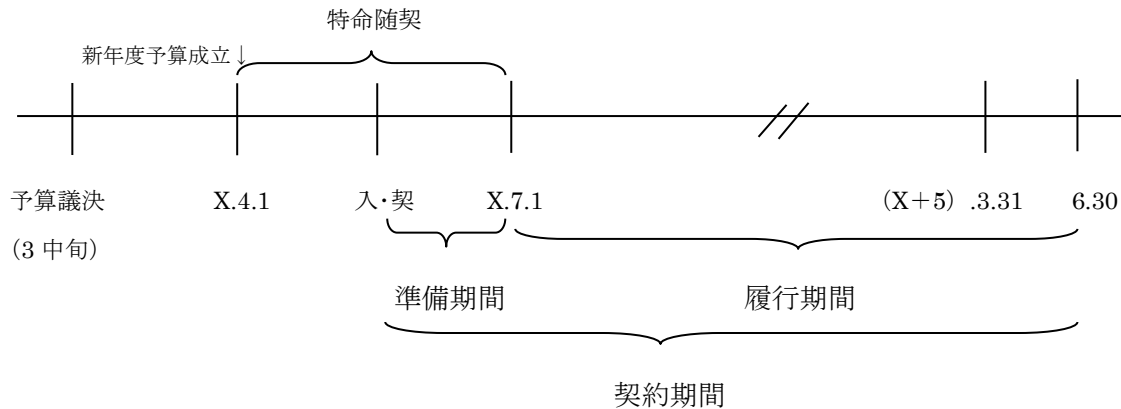 特命随契
新年度予算成立↓
予算議決 X.4.1 入・契 X.7.1 (X+5) .3.31 6.30
(3 中旬)
準備期間 履行期間
契約期間